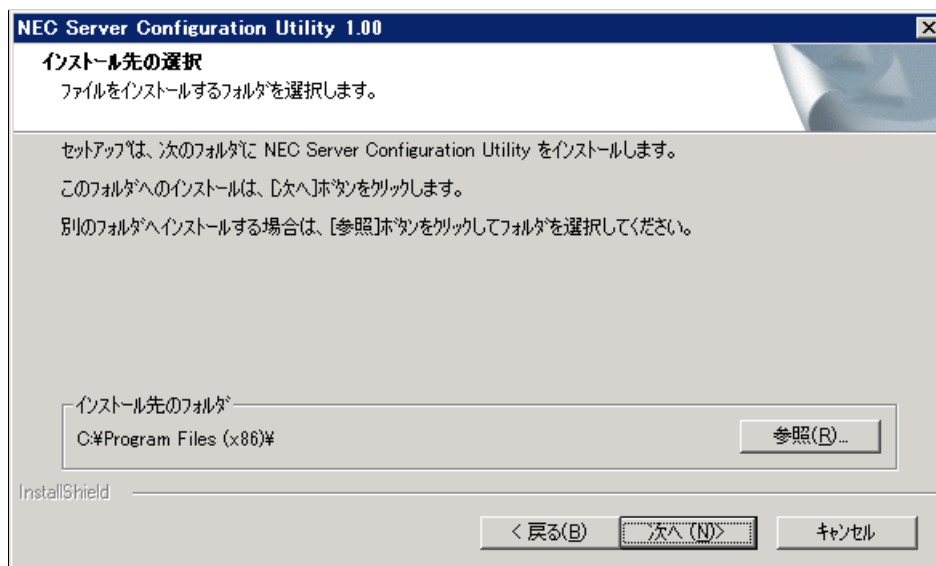 NEC Server Configuration Utility 1.00
インストール先の選択
ファイルをインストールするフォルダを選択します。
セットアップは、次のフォルダに NEC Server Configuration Utility をインストールします。
このフォルダへのインストールは、[次へ]ボタンをクリックします。
別のフォルダへインストールする場合は、[参照]ボタンをクリックしてフォルダを選択してください。
インストール先のフォルダ
C:¥Program Files (x86)¥
参照(R)...
InstallShield
< 戻る(B)
次へ (N)>
キャンセル